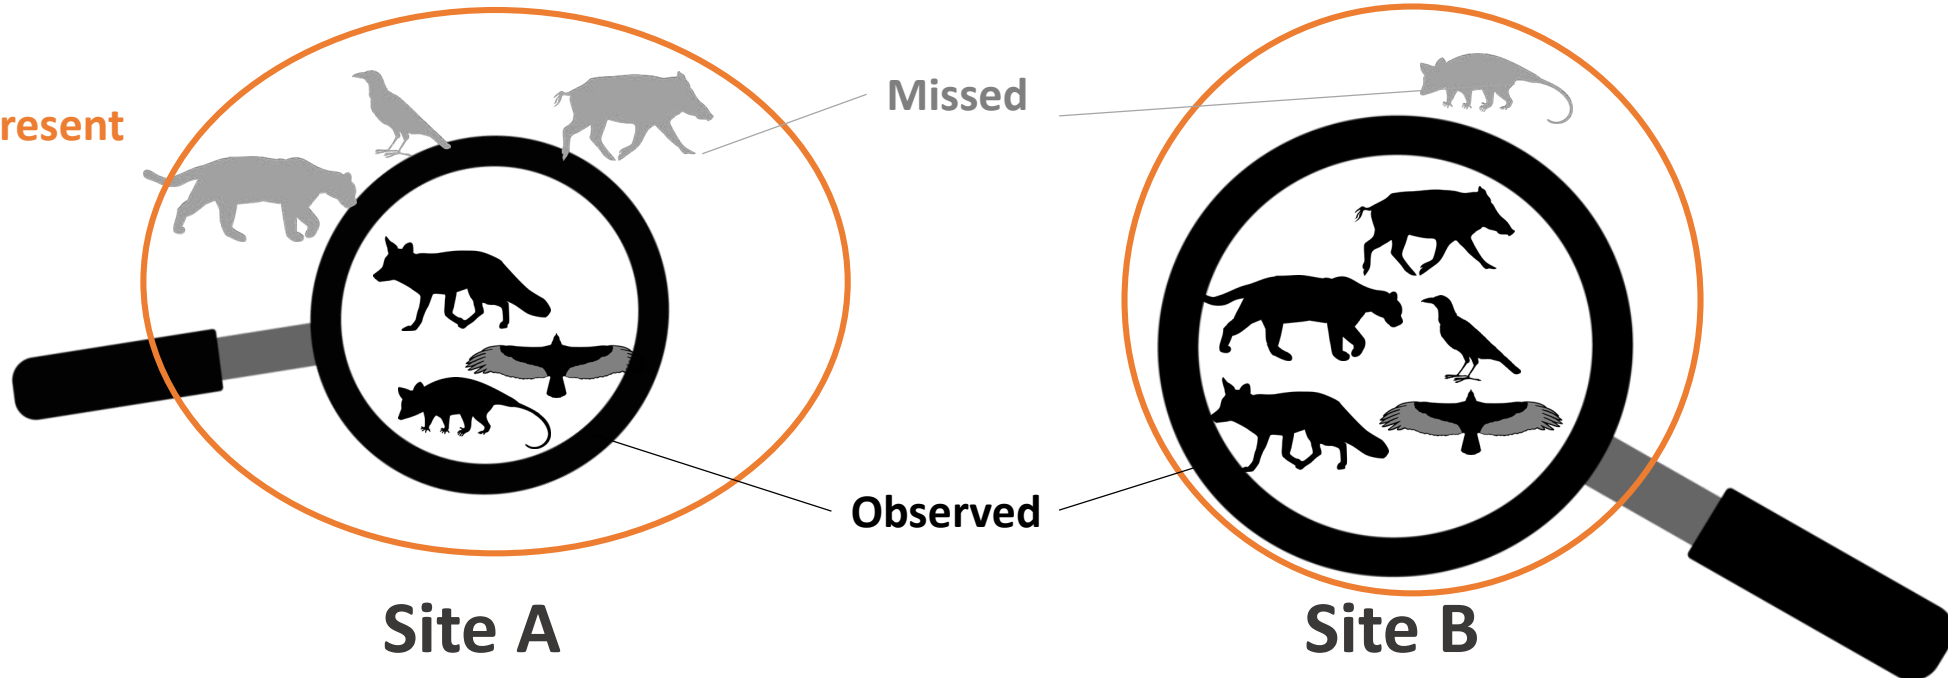 resent
Missed
Observed
Site A
Site B